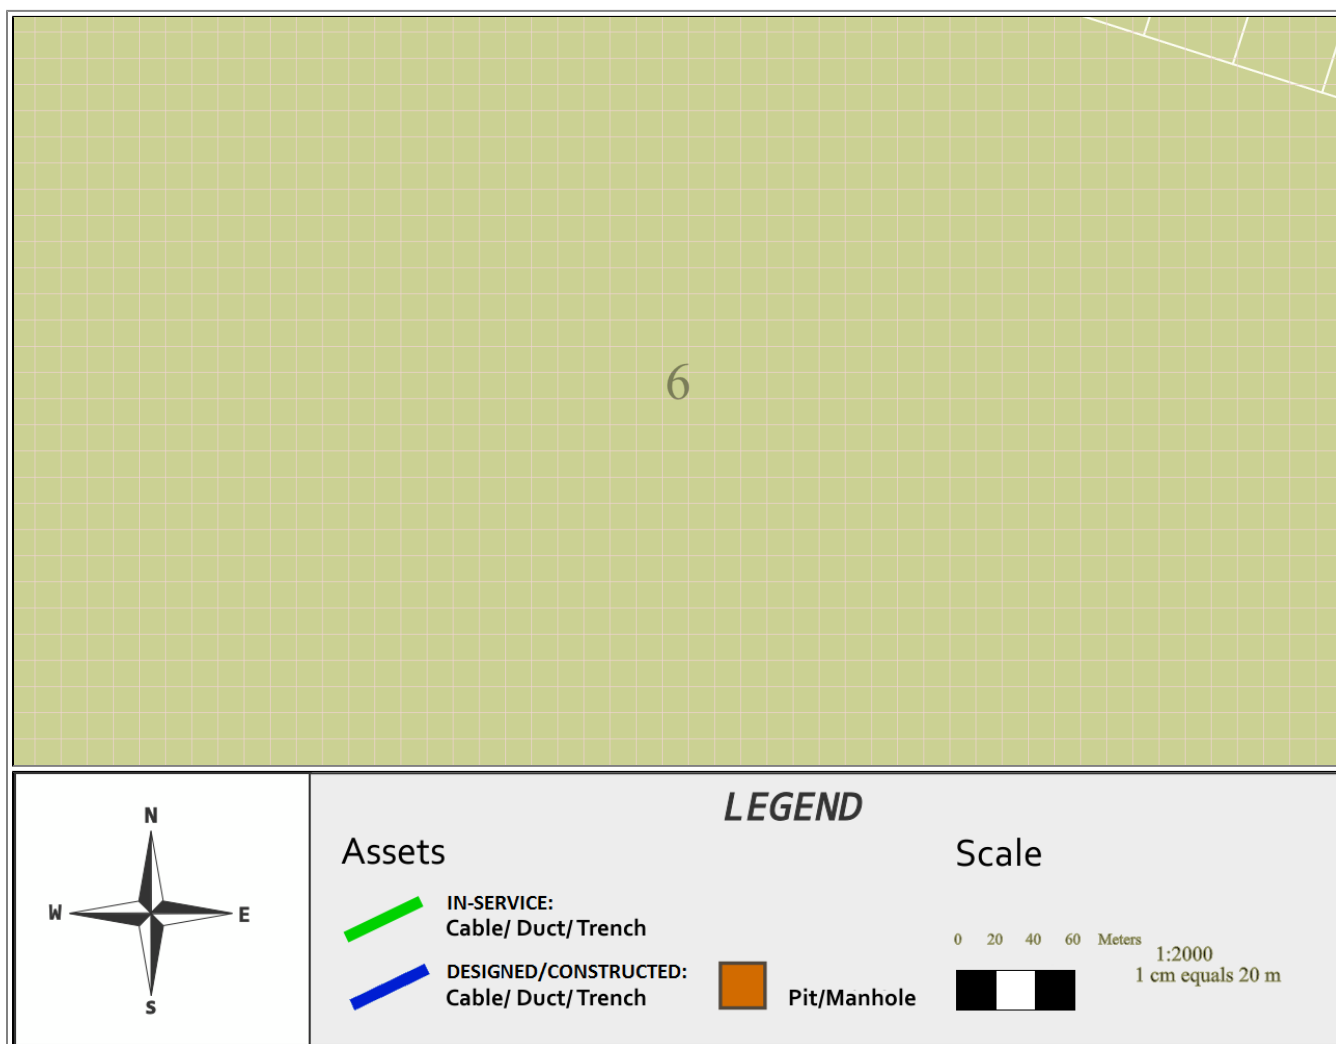 6
LEGEND
N
W
E
S
Assets
IN-SERVICE:
Cable/ Duct/ Trench
DESIGNED/CONSTRUCTED:
Cable/ Duct/ Trench
Pit/Manhole
Scale
0 20 40 60 Meters
1:2000
1 cm equals 20 m